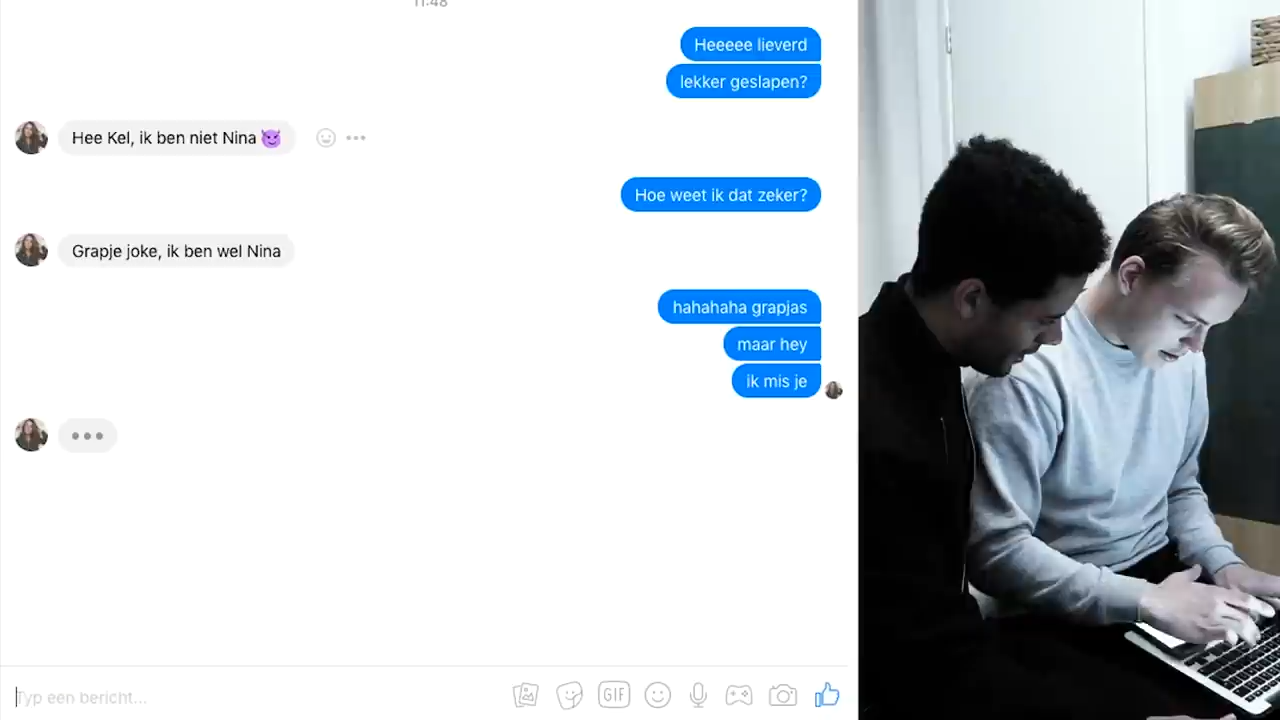 11:48
Heeeee lieverd
lekker geslapen?
Hee Kel, ik ben niet Nina 😈
Hoe weet ik dat zeker?
Grapje joke, ik ben wel Nina
hahahaha grapjas
maar hey
ik mis je
Typ een bericht...
GIF